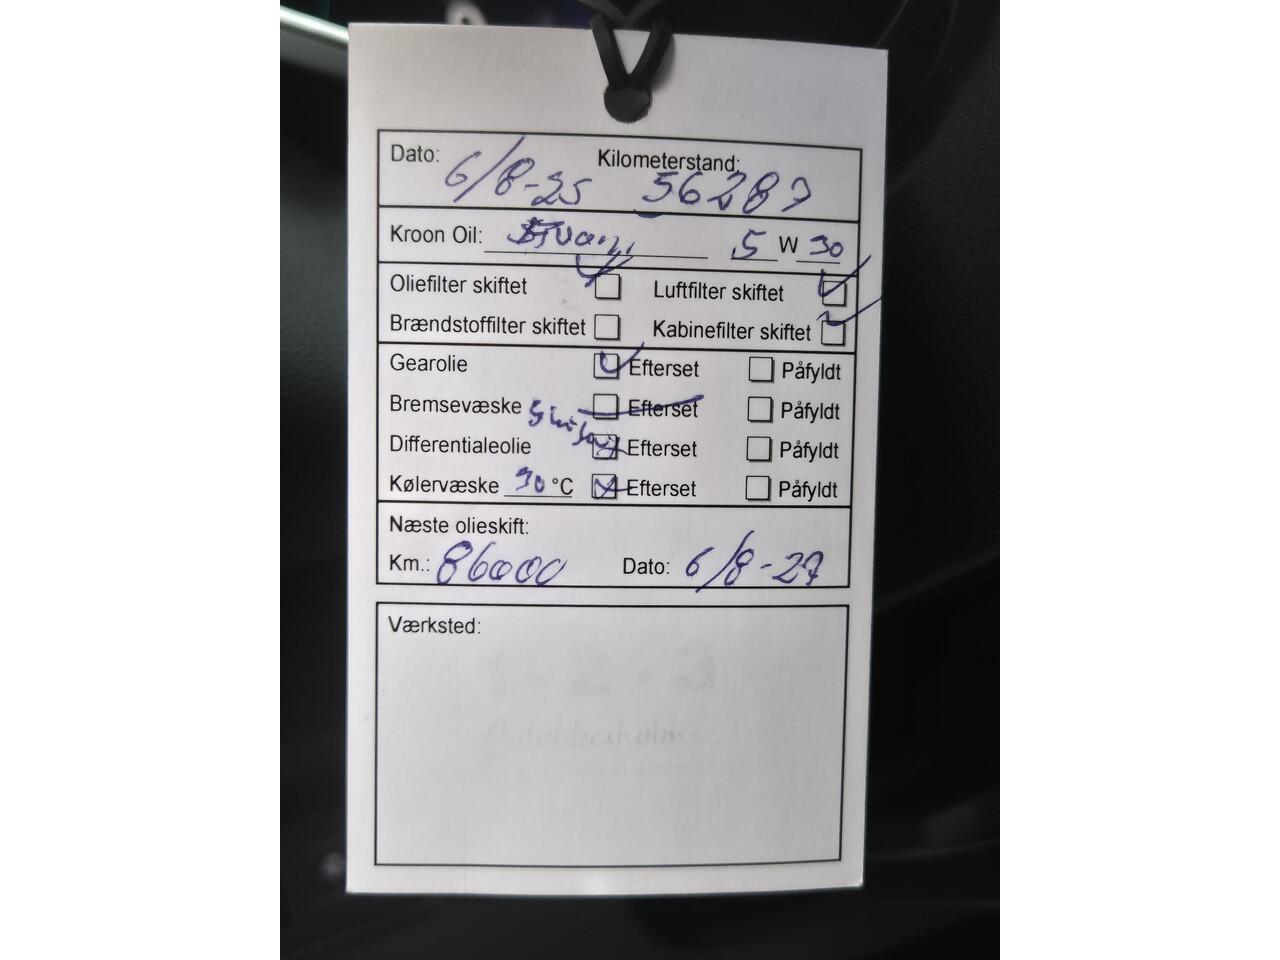 Dato: 6/8-25 Kilometerstand: 56287
Kroon Oil: 5 W 30
Oliefilter skiftet Luftfilter skiftet
Brændstoffilter skiftet Kabinefilter skiftet
Gearolie Efterset Påfyldt
Bremsevæske Efterset Påfyldt
Differentialeolie Efterset Påfyldt
Kølervæske 30 °C Efterset Påfyldt
Næste olieskift:
Km.: 86000 Dato: 6/8-27
Værksted: